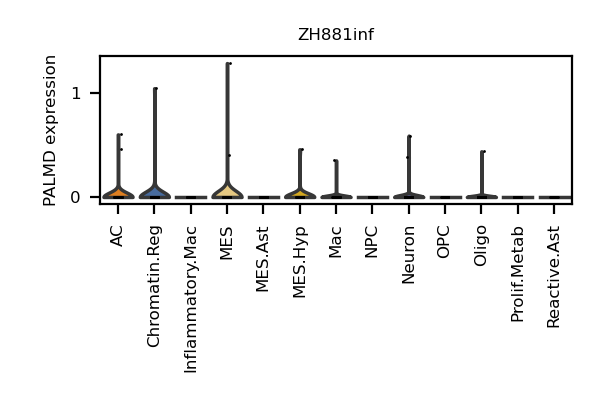 ZH881inf
PALMD expression
1
0
AC
Chromatin.Reg
Inflammatory.Mac
MES
MES.Ast
MES.Hyp
Mac
NPC
Neuron
OPC
Oligo
Prolif.Metab
Reactive.Ast